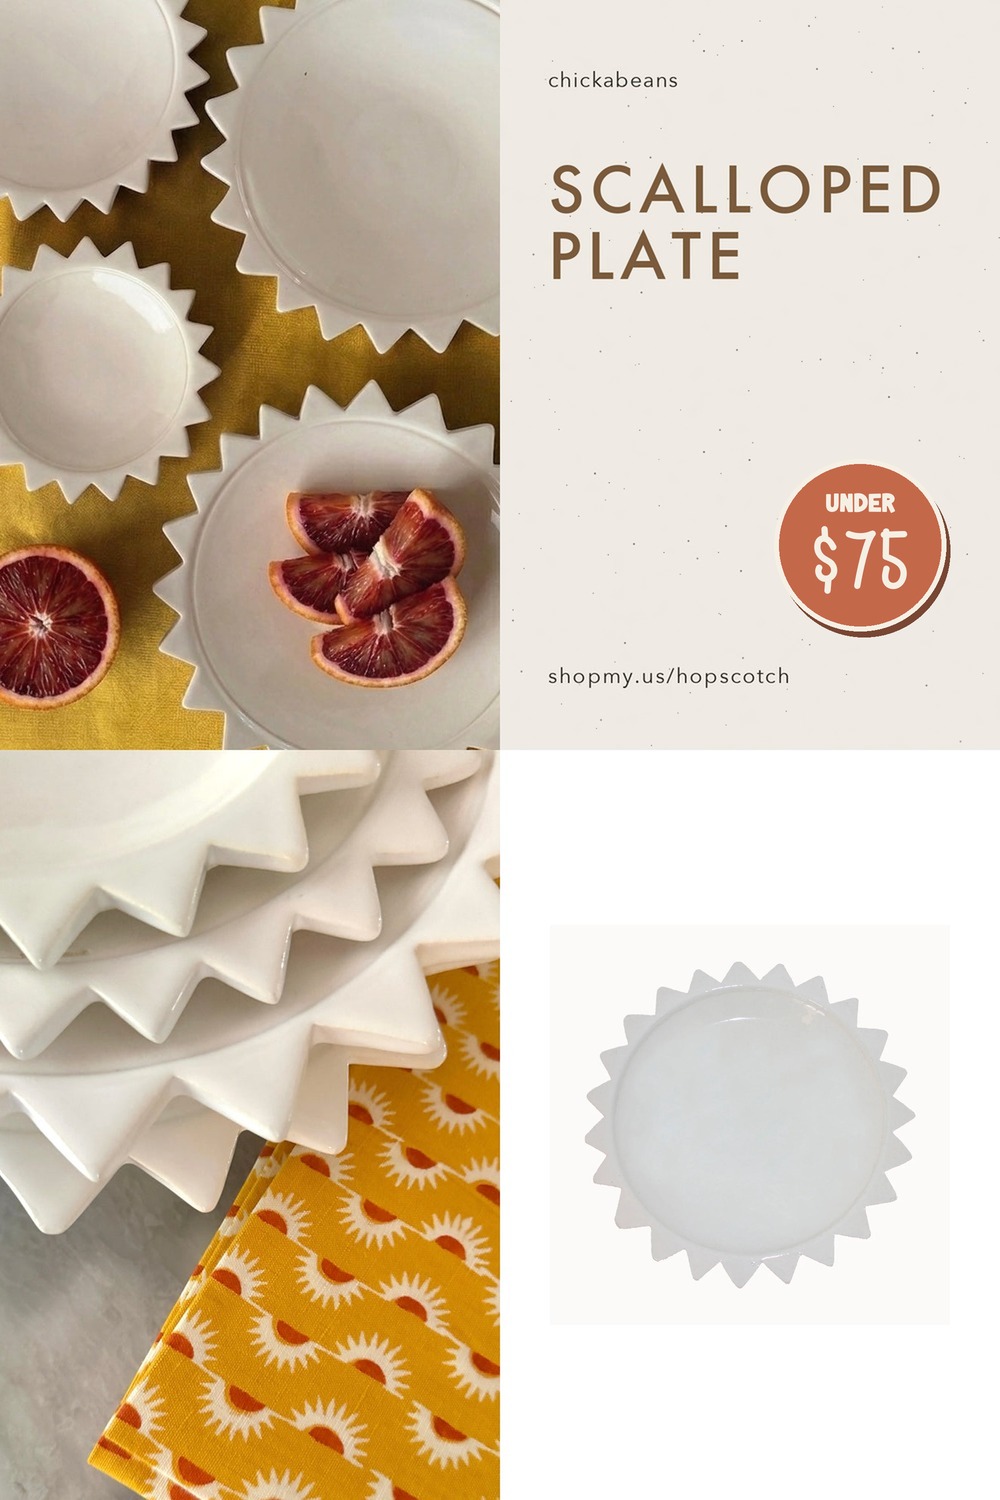 chickabeans
SCALLOPED
PLATE
UNDER
$75
shopmy.us/hopscotch